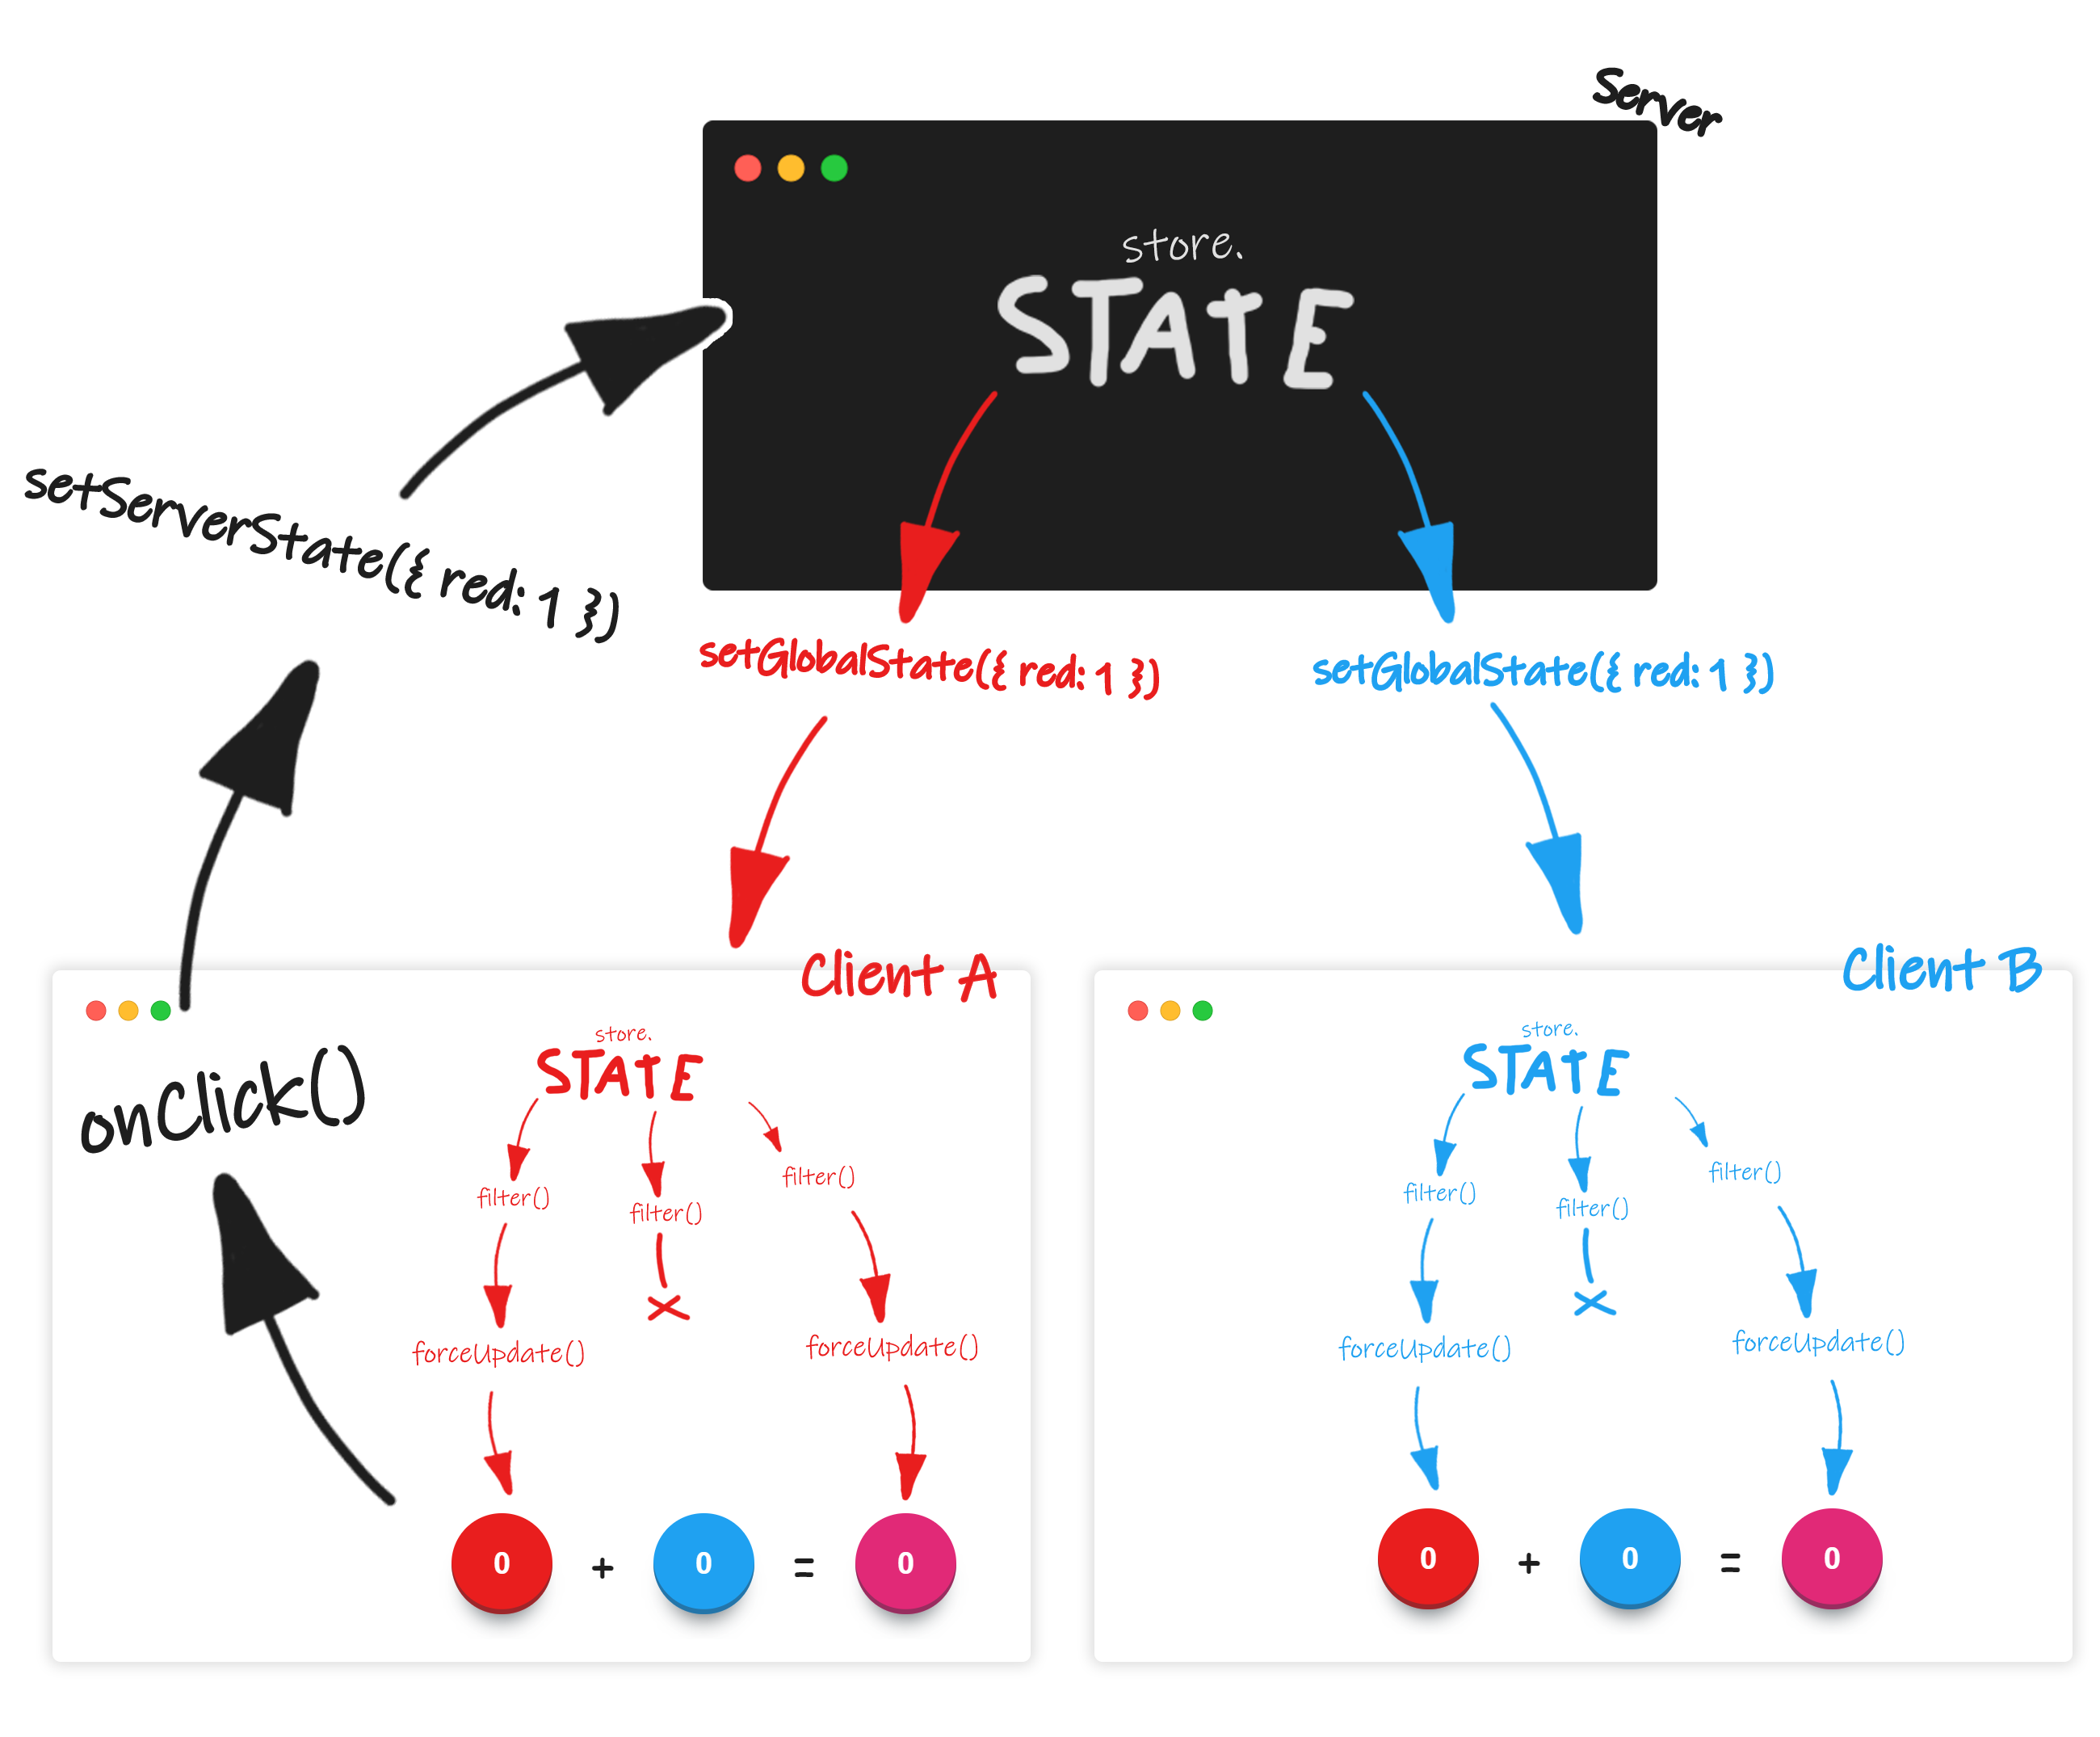 Server
store.
STATE
setServerState({ red: 1 })
setGlobalState({ red: 1 })
setGlobalState({ red: 1 })
Client A
onClick()
store.
STATE
filter()
filter()
filter()
forceUpdate()
forceUpdate()
0 + 0 = 0
Client B
store.
STATE
filter()
filter()
filter()
forceUpdate()
forceUpdate()
0 + 0 = 0